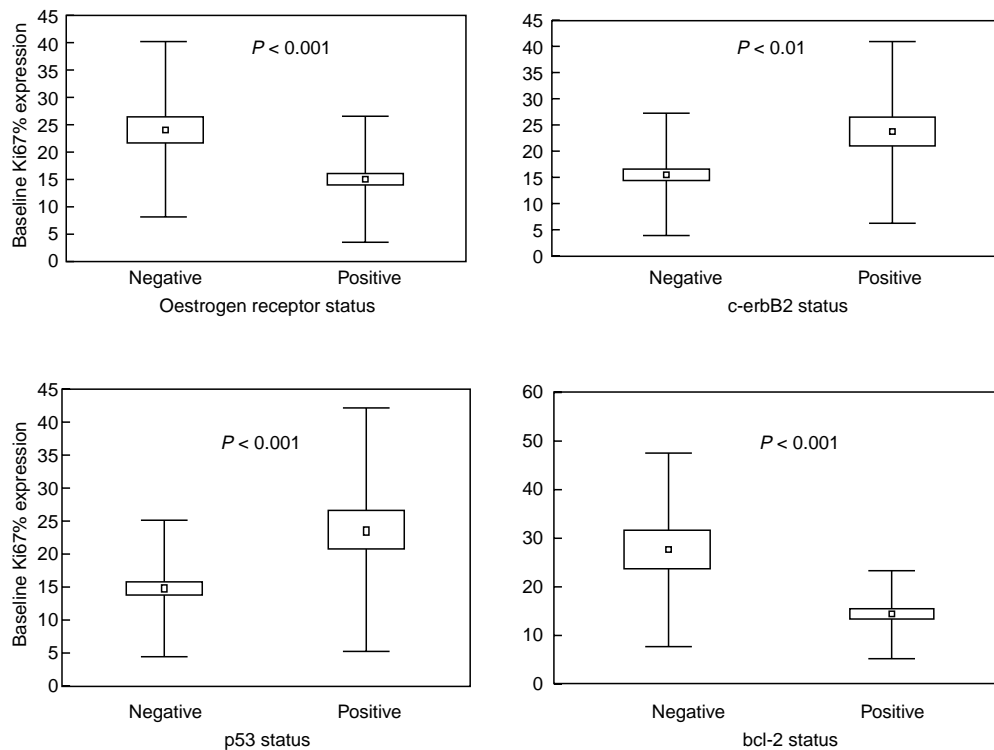 Baseline Ki67% expression
45
40
35
30
25
20
15
10
5
0
P < 0.001
Negative Positive
Oestrogen receptor status
45
40
35
30
25
20
15
10
5
0
P < 0.01
Negative Positive
c-erbB2 status
Baseline Ki67% expression
45
40
35
30
25
20
15
10
5
0
P < 0.001
Negative Positive
p53 status
60
50
40
30
20
10
0
P < 0.001
Negative Positive
bcl-2 status